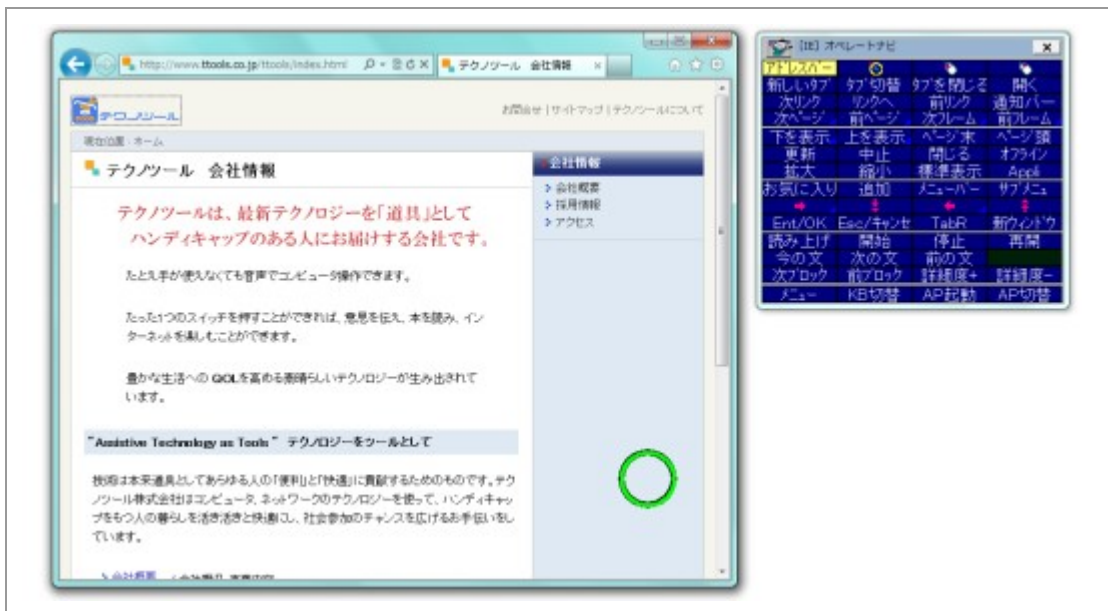 http://www.ttools.co.jp/ttools/index.html
テクノツール 会社情報
テクノツール
お問合せ | サイトマップ | テクノツールについて
現在位置: ホーム
テクノツール 会社情報
テクノツールは、最新テクノロジーを「道具」として
ハンディキャップのある人にお届けする会社です。
たとえ手が使えなくても音声でコンピュータ操作できます。
たった1つのスイッチを押すことができれば、意思を伝え、本を読み、イン
ターネットを楽しむことができます。
豊かな生活への QOLを高める素晴らしいテクノロジーが生み出されて
います。
"Assistive Technology as Tools" テクノロジーをツールとして
技術は本来道具としてあらゆる人の「便利」と「快適」に貢献するためのものです。テク
ノツール株式会社はコンピュータ、ネットワークのテクノロジーを使って、ハンディキャッ
プをもつ人の暮らしを活き活きと快適にし、社会参加のチャンスを広げるお手伝いをし
ています。
会社概要
会社情報
会社概要
採用情報
アクセス
[IE] オペレートナビ
アドレスバー
新しいタブ タブ切替 タブを閉じる 開く
次リンク リンクへ 前リンク 通知バー
次ページ 前ページ 次フレーム 前フレーム
下を表示 上を表示 ページ末 ページ頭
更新 中止 閉じる オフライン
拡大 縮小 標準表示 Appli
お気に入り 追加 メニューバー サブメニュ
Ent/OK Esc/キャンセ TabR 新ウィンドウ
読み上げ 開始 停止 再開
今の文 次の文 前の文
次ブロック 前ブロック 詳細度+ 詳細度-
メニュー KB切替 AP起動 AP切替